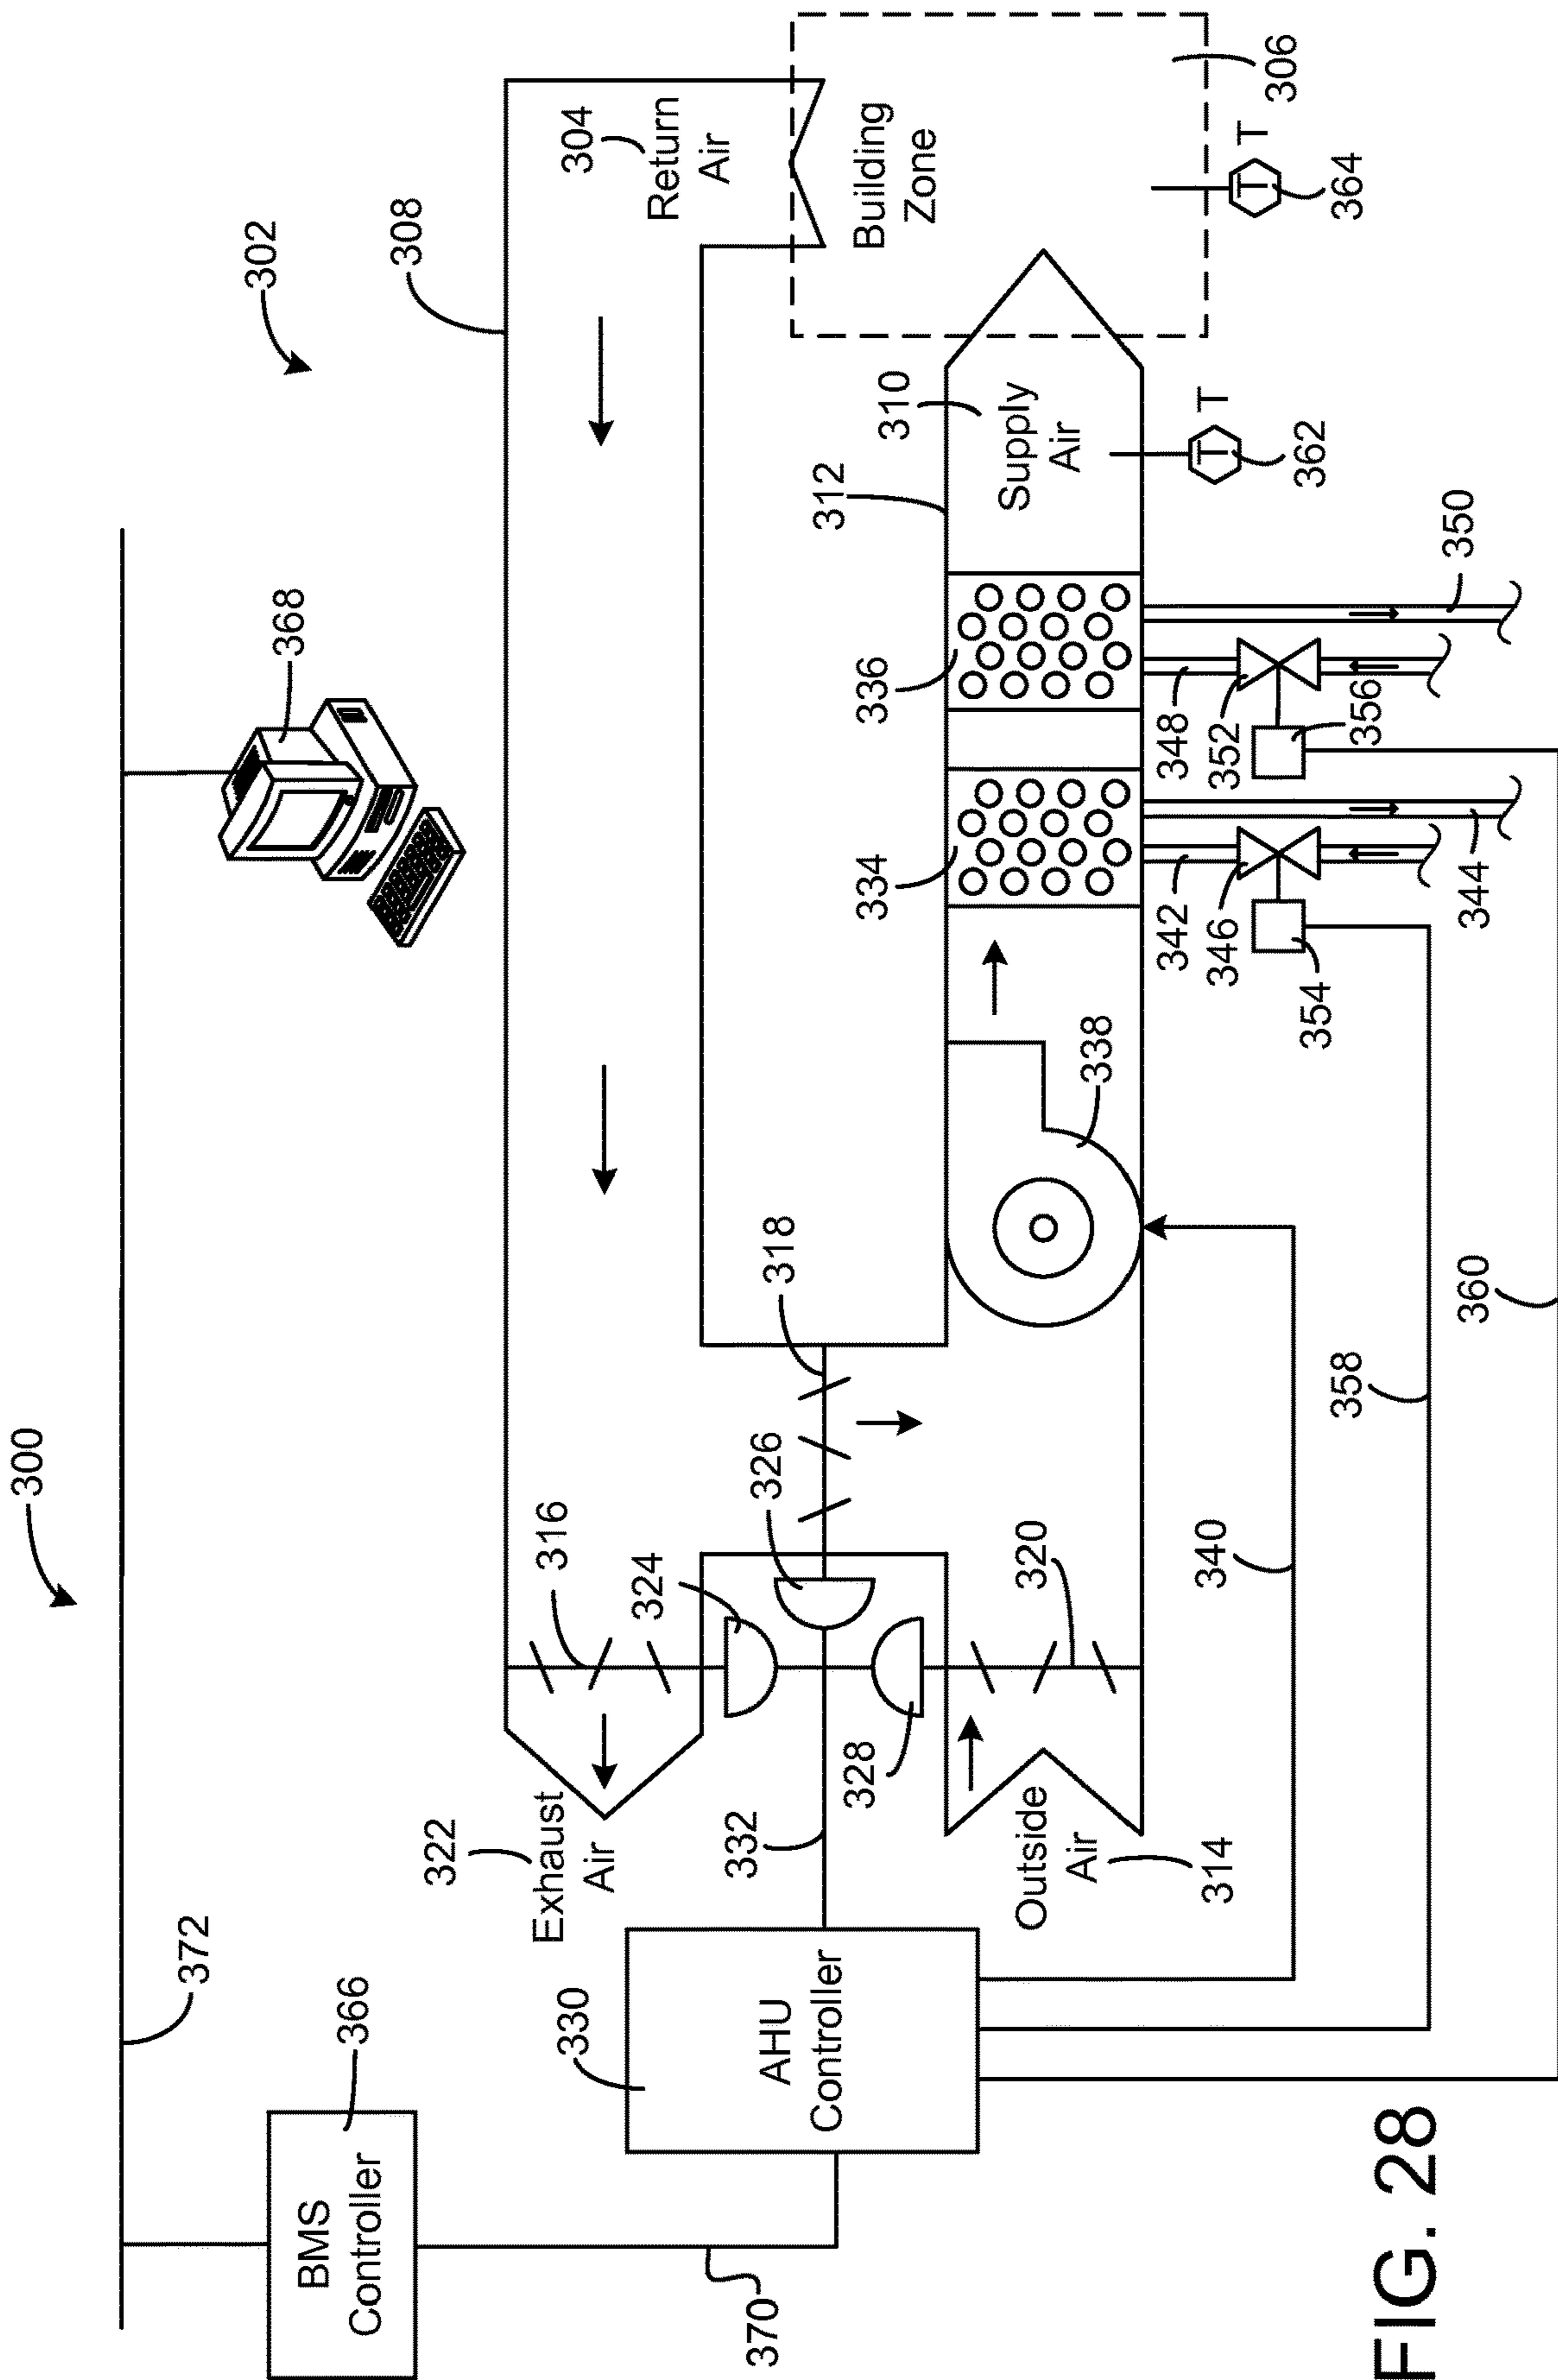 300
302
372
368
366
BMS
Controller
370
308
304
Return
Air
306
Building
Zone
T
T
364
322
Exhaust
Air
316
324
326
318
328
332
330
AHU
Controller
Outside
Air
314
320
338
334
336
312
310
Supply
Air
T
T
362
342
346
354
344
348
352
356
350
340
358
360
FIG. 28